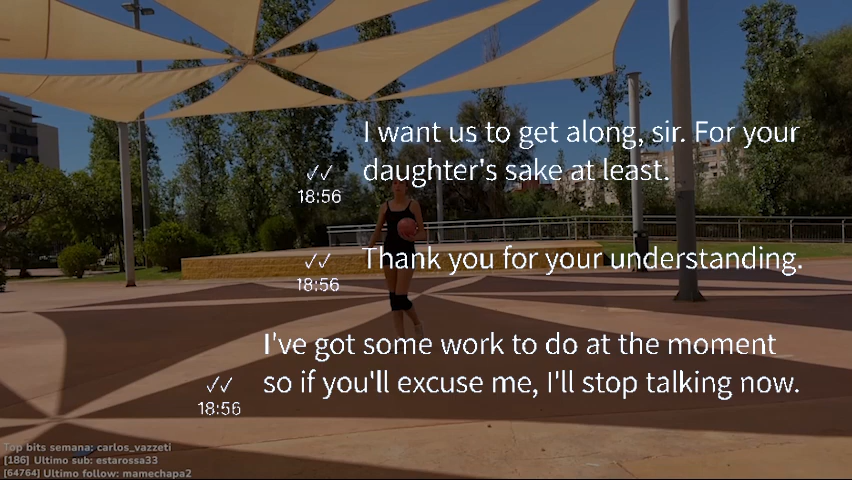 I want us to get along, sir. For your
daughter's sake at least.
✓✓
18:56
Thank you for your understanding.
✓✓
18:56
I've got some work to do at the moment
so if you'll excuse me, I'll stop talking now.
✓✓
18:56
Top bits semana: carlos_vazzeti
[186] Ultimo sub: estarossa33
[64764] Ultimo follow: mamechapa2